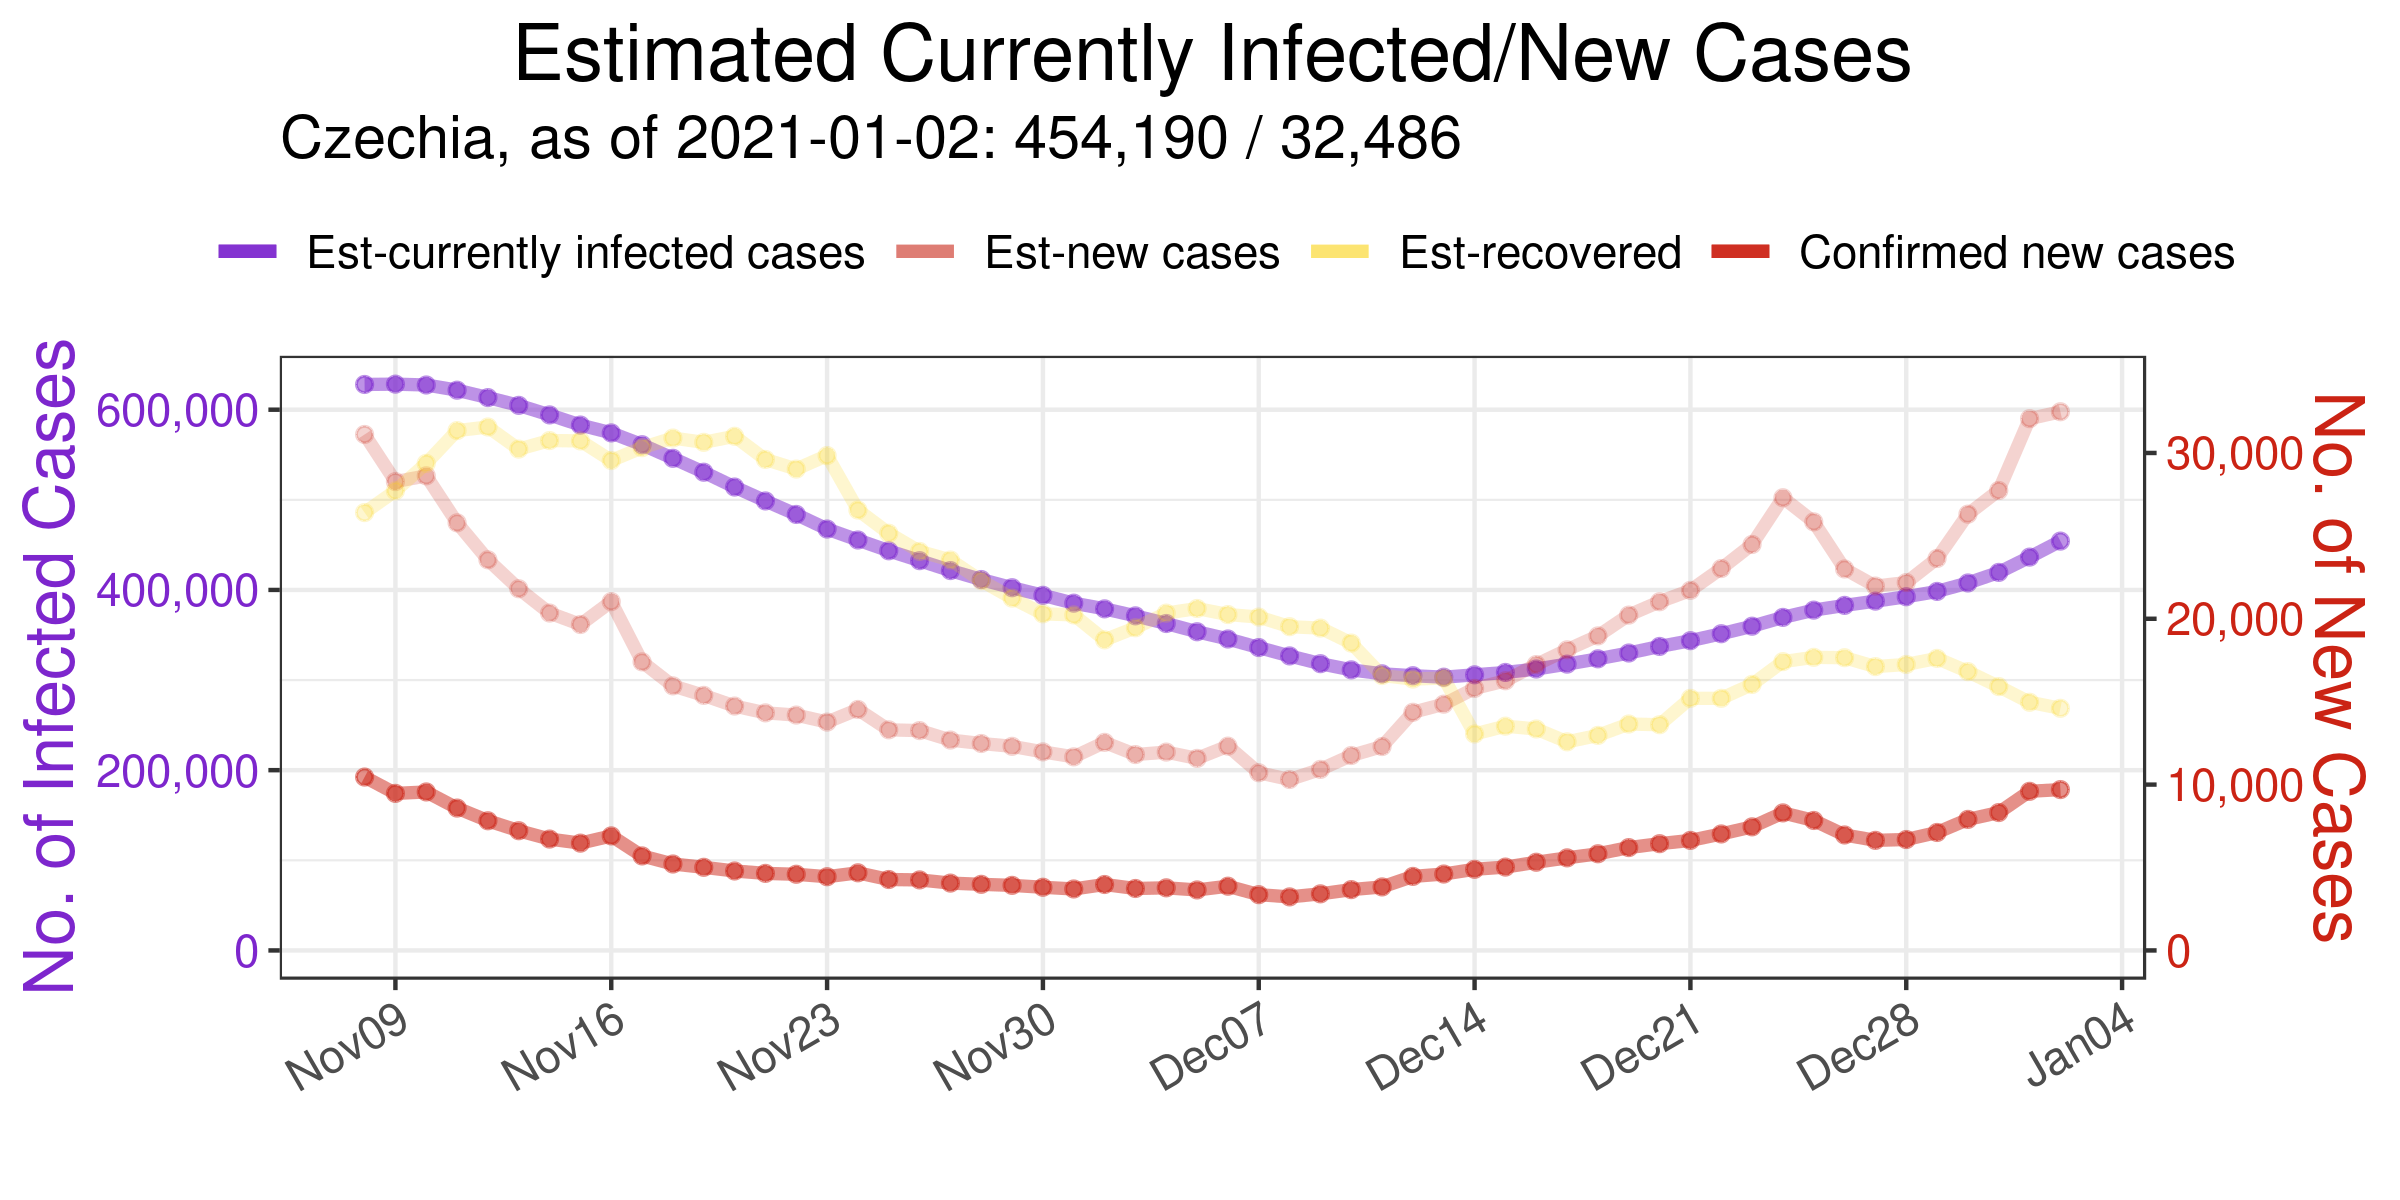 Estimated Currently Infected/New Cases
Czechia, as of 2021-01-02: 454,190 / 32,486
Est-currently infected cases Est-new cases Est-recovered Confirmed new cases
No. of Infected Cases
600,000
400,000
200,000
0
30,000
20,000
10,000
0
No. of New Cases
Nov09 Nov16 Nov23 Nov30 Dec07 Dec14 Dec21 Dec28 Jan04